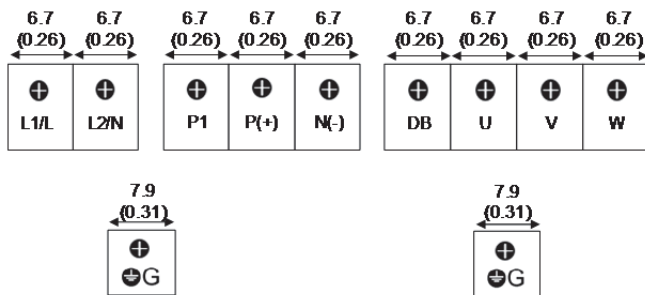 6.7 6.7 6.7 6.7 6.7 6.7 6.7 6.7 6.7
(0.26) (0.26) (0.26) (0.26) (0.26) (0.26) (0.26) (0.26) (0.26)
L1/L L2/N P1 P(+) N(-) DB U V W
7.9 7.9
(0.31) (0.31)
G G